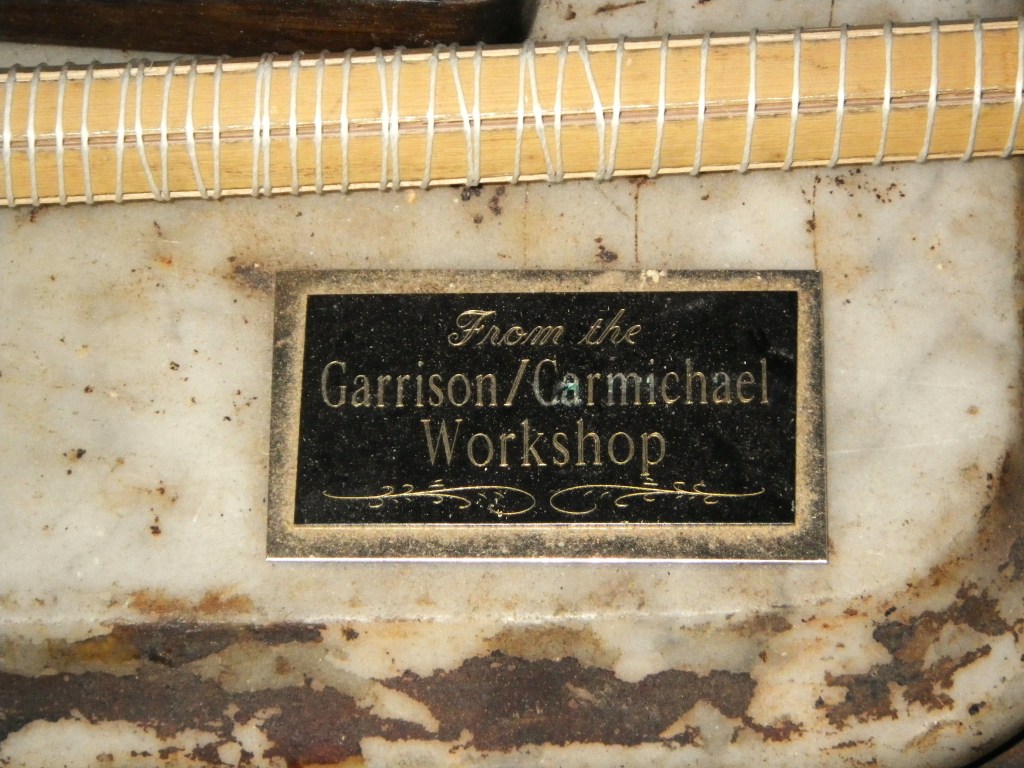 From the
Garrison/Carmichael
Workshop